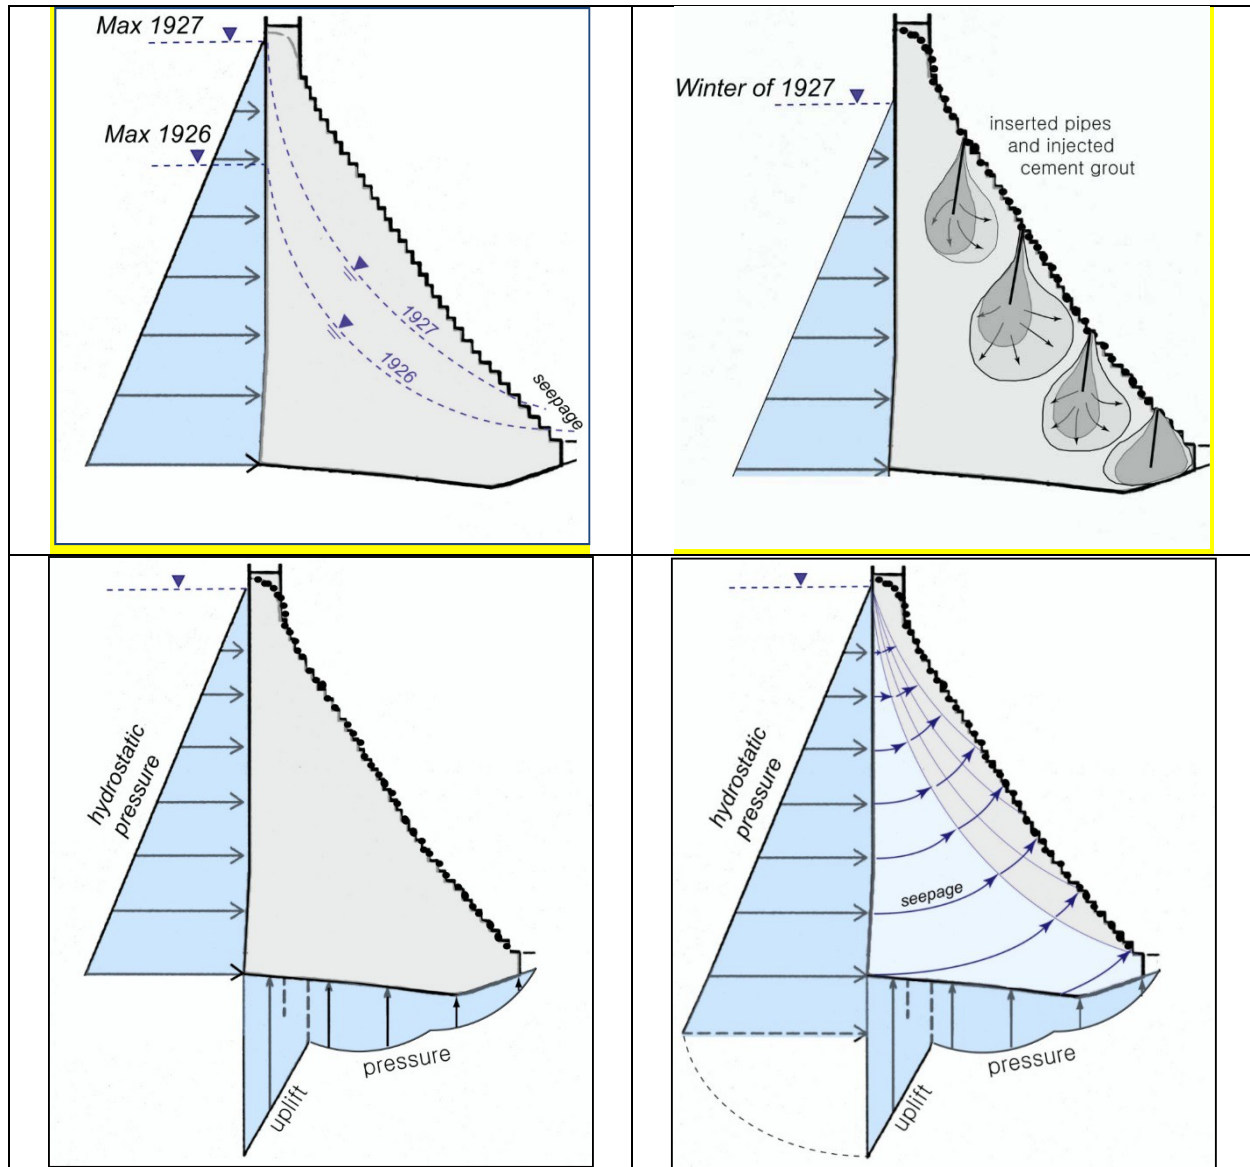 Max 1927
Max 1926
1927
1926
seepage
Winter of 1927
inserted pipes
and injected
cement grout
hydrostatic
pressure
pressure
uplift
hydrostatic
pressure
seepage
pressure
uplift